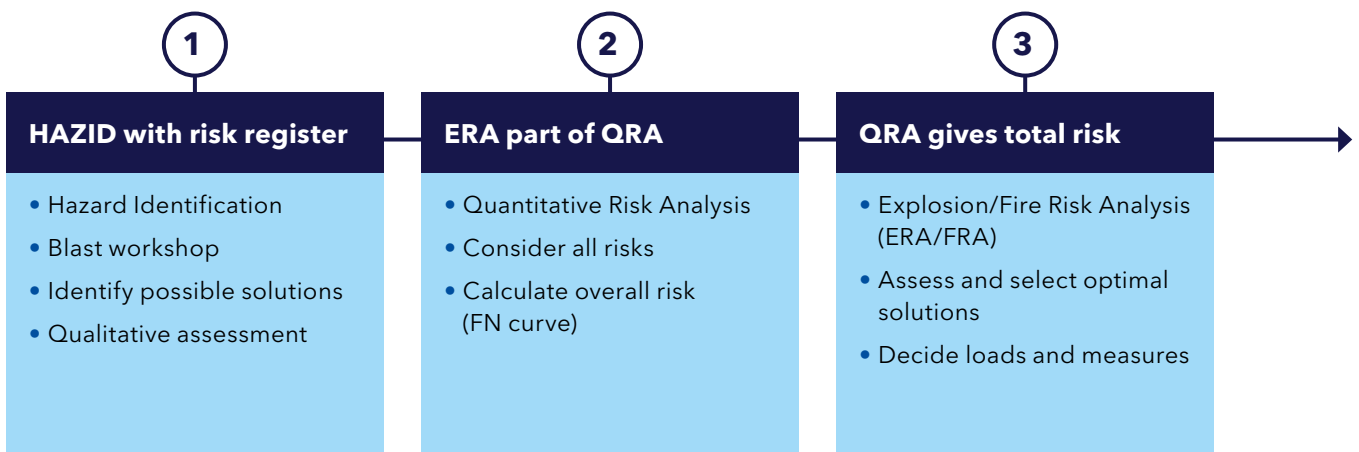 1
HAZID with risk register
• Hazard Identification
• Blast workshop
• Identify possible solutions
• Qualitative assessment
2
ERA part of QRA
• Quantitative Risk Analysis
• Consider all risks
• Calculate overall risk
(FN curve)
3
QRA gives total risk
• Explosion/Fire Risk Analysis
(ERA/FRA)
• Assess and select optimal
solutions
• Decide loads and measures